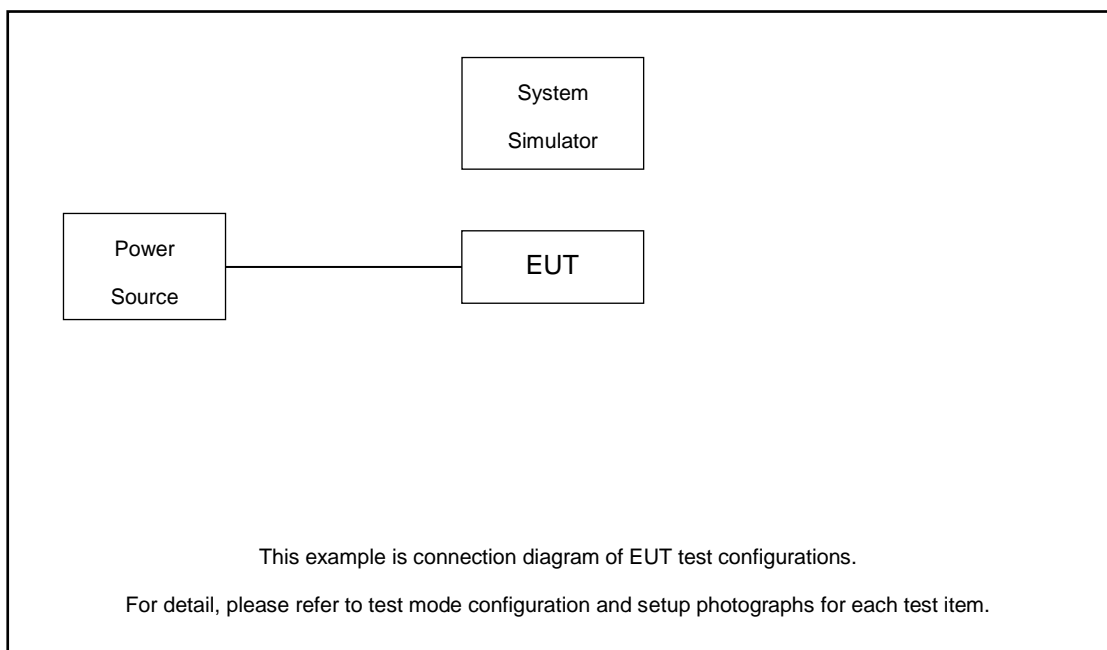 System
Simulator
Power
Source
EUT
This example is connection diagram of EUT test configurations.
For detail, please refer to test mode configuration and setup photographs for each test item.